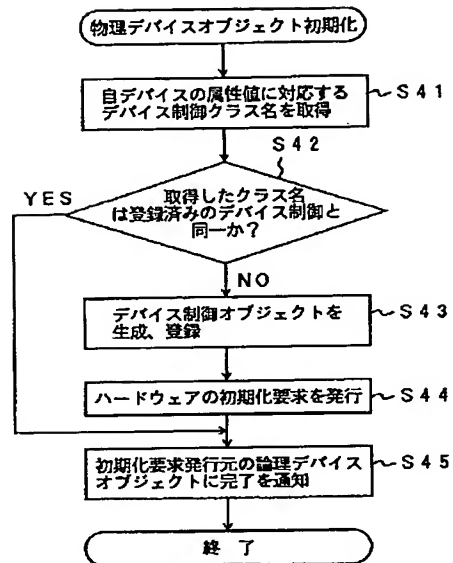 物理デバイスオブジェクト初期化
自デバイスの属性値に対応する
デバイス制御クラス名を取得
S41
S42
YES
取得したクラス名
は登録済みのデバイス制御と
同一か？
NO
デバイス制御オブジェクトを
生成、登録
S43
ハードウェアの初期化要求を発行
S44
初期化要求発行元の論理デバイス
オブジェクトに完了を通知
S45
終 了